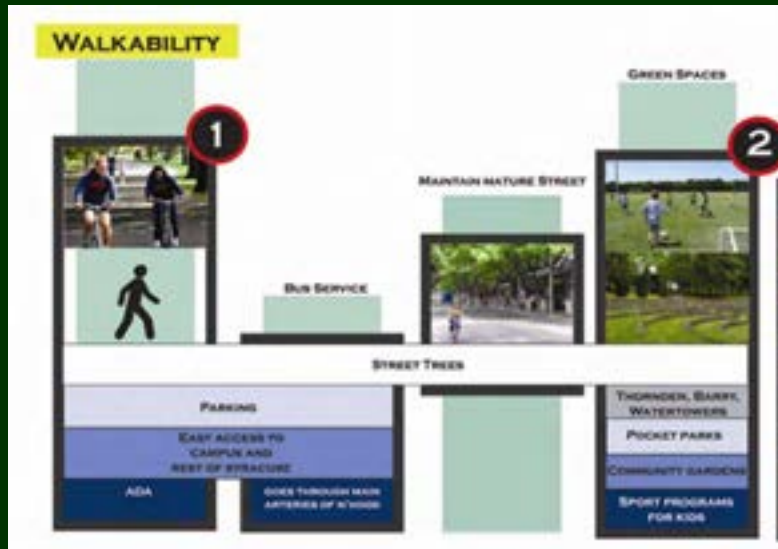 WALKABILITY
1
GREEN SPACES
2
MAINTAIN MATURE STREET
BUS SERVICE
STREET TREES
PARKING
THORNDEN, BARRY,
WATERTOWERS
EASY ACCESS TO
CAMPUS AND
REST OF SYRACUSE
POCKET PARKS
COMMUNITY GARDENS
ADA
GOES THROUGH MAIN
ARTERIES OF N'HOOD
SPORT PROGRAMS
FOR KIDS